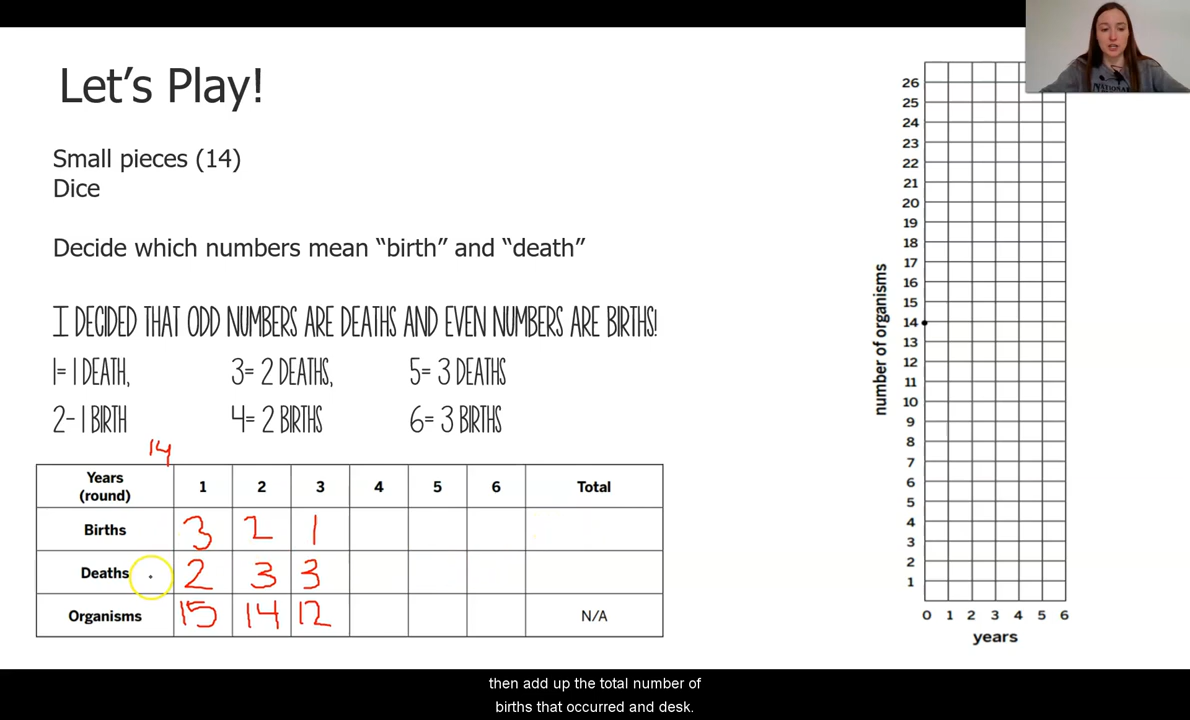 Let's Play!
Small pieces (14)
Dice
Decide which numbers mean “birth” and “death”
I DECIDED THAT ODD NUMBERS ARE DEATHS AND EVEN NUMBERS ARE BIRTHS!
1= 1 DEATH, 3= 2 DEATHS, 5= 3 DEATHS
2- 1 BIRTH 4= 2 BIRTHS 6= 3 BIRTHS
14
Years (round) 1 2 3 4 5 6 Total
Births 3 2 1
Deaths 2 3 3
Organisms 15 14 12 N/A
number of organisms
26
25
24
23
22
21
20
19
18
17
16
15
14
13
12
11
10
9
8
7
6
5
4
3
2
1
0 1 2 3 4 5 6
years
NATIONAL
then add up the total number of
births that occurred and desk.